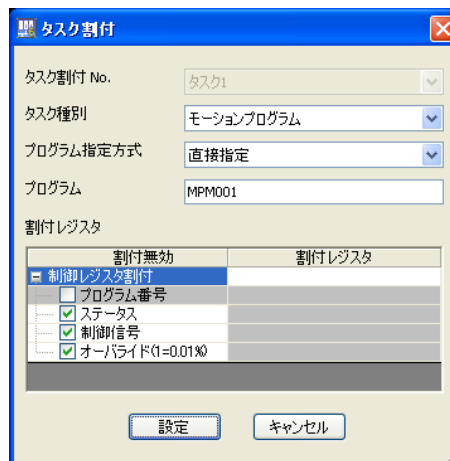 タスク割付
タスク割付 No. タスク1
タスク種別 モーションプログラム
プログラム指定方式 直接指定
プログラム MPM001
割付レジスタ
割付無効 割付レジスタ
制御レジスタ割付
プログラム番号
ステータス
制御信号
オーバライド(1=0.01%)
設定 キャンセル